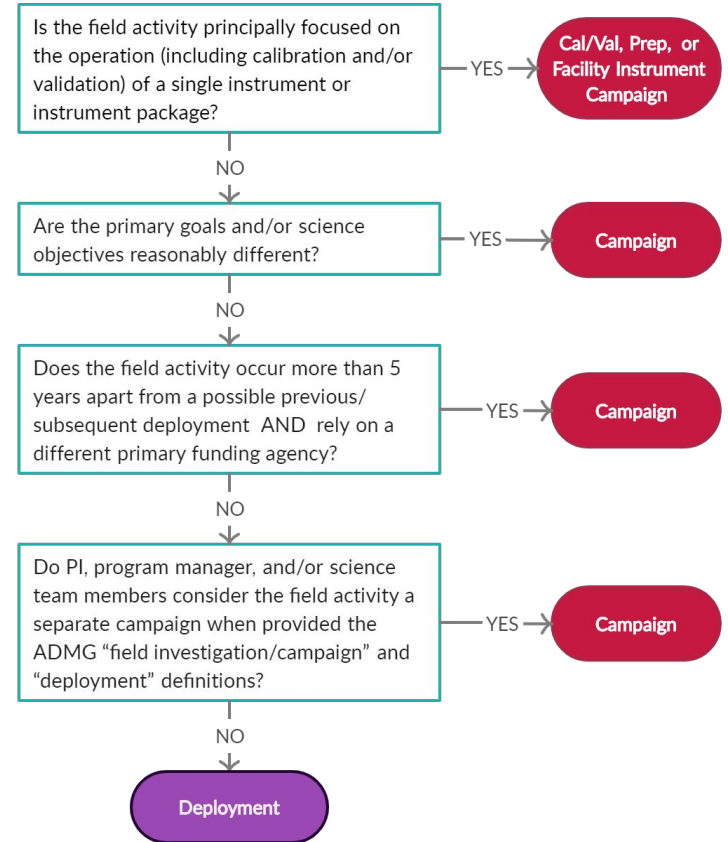 Is the field activity principally focused on
the operation (including calibration and/or
validation) of a single instrument or
instrument package?
YES
Cal/Val, Prep, or
Facility Instrument
Campaign
NO
Are the primary goals and/or science
objectives reasonably different?
YES
Campaign
NO
Does the field activity occur more than 5
years apart from a possible previous/
subsequent deployment AND rely on a
different primary funding agency?
YES
Campaign
NO
Do PI, program manager, and/or science
team members consider the field activity a
separate campaign when provided the
ADMG “field investigation/campaign” and
“deployment” definitions?
YES
Campaign
NO
Deployment